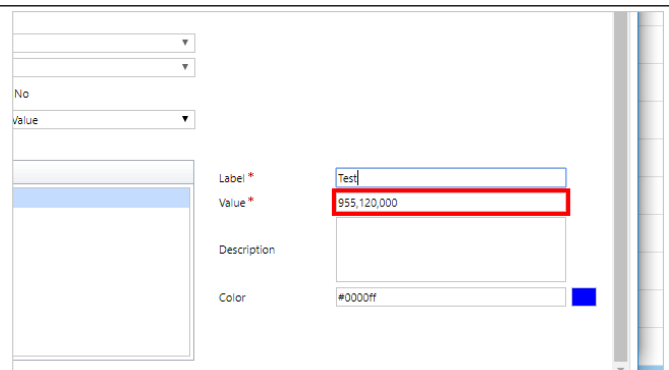 No
Value
Label *
Test
Value *
955,120,000
Description
Color
#0000ff